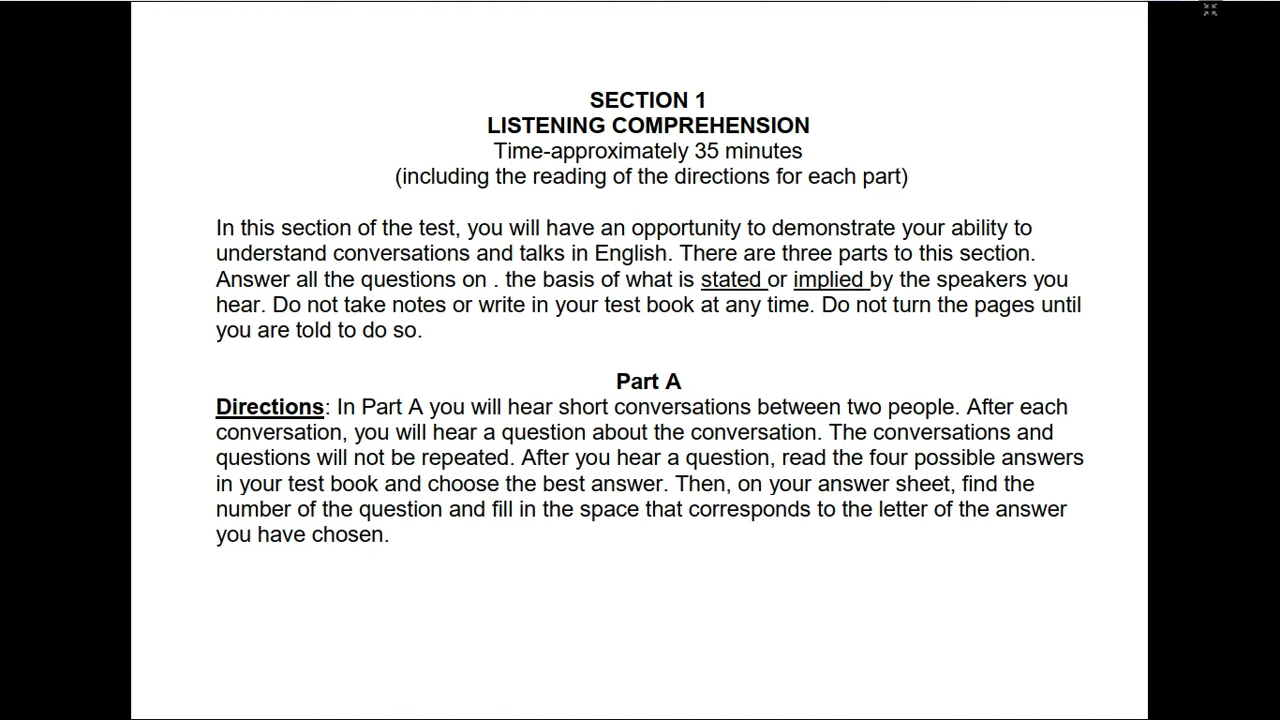 SECTION 1
LISTENING COMPREHENSION
Time-approximately 35 minutes
(including the reading of the directions for each part)
In this section of the test, you will have an opportunity to demonstrate your ability to
understand conversations and talks in English. There are three parts to this section.
Answer all the questions on . the basis of what is stated or implied by the speakers you
hear. Do not take notes or write in your test book at any time. Do not turn the pages until
you are told to do so.
Part A
Directions: In Part A you will hear short conversations between two people. After each
conversation, you will hear a question about the conversation. The conversations and
questions will not be repeated. After you hear a question, read the four possible answers
in your test book and choose the best answer. Then, on your answer sheet, find the
number of the question and fill in the space that corresponds to the letter of the answer
you have chosen.